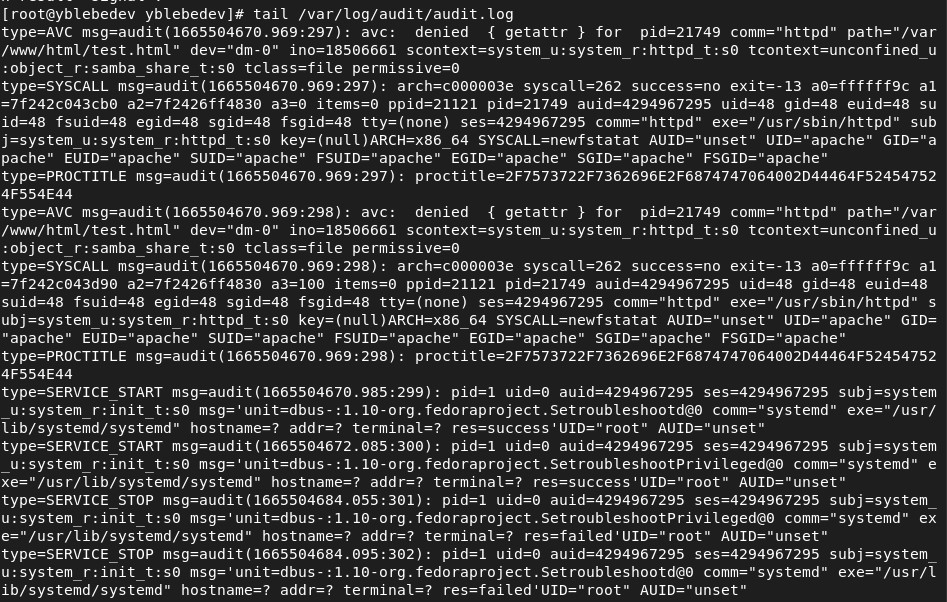 [root@yblebedev yblebedev]# tail /var/log/audit/audit.log
type=AVC msg=audit(1665504670.969:297): avc:  denied  { getattr } for  pid=21749 comm="httpd" path="/var
/www/html/test.html" dev="dm-0" ino=18506661 scontext=system_u:system_r:httpd_t:s0 tcontext=unconfined_u
:object_r:samba_share_t:s0 tclass=file permissive=0
type=SYSCALL msg=audit(1665504670.969:297): arch=c000003e syscall=262 success=no exit=-13 a0=ffffff9c a1
=7f242c043cb0 a2=7f2426ff4830 a3=0 items=0 ppid=21121 pid=21749 auid=4294967295 uid=48 gid=48 euid=48 su
id=48 fsuid=48 egid=48 sgid=48 fsgid=48 tty=(none) ses=4294967295 comm="httpd" exe="/usr/sbin/httpd" sub
j=system_u:system_r:httpd_t:s0 key=(null)ARCH=x86_64 SYSCALL=newfstatat AUID="unset" UID="apache" GID="a
pache" EUID="apache" SUID="apache" FSUID="apache" EGID="apache" SGID="apache" FSGID="apache"
type=PROCTITLE msg=audit(1665504670.969:297): proctitle=2F7573722F7362696E2F6874747064002D44464F52454752
4F554E44
type=AVC msg=audit(1665504670.969:298): avc:  denied  { getattr } for  pid=21749 comm="httpd" path="/var
/www/html/test.html" dev="dm-0" ino=18506661 scontext=system_u:system_r:httpd_t:s0 tcontext=unconfined_u
:object_r:samba_share_t:s0 tclass=file permissive=0
type=SYSCALL msg=audit(1665504670.969:298): arch=c000003e syscall=262 success=no exit=-13 a0=ffffff9c a1
=7f242c043d90 a2=7f2426ff4830 a3=100 items=0 ppid=21121 pid=21749 auid=4294967295 uid=48 gid=48 euid=48
suid=48 fsuid=48 egid=48 sgid=48 fsgid=48 tty=(none) ses=4294967295 comm="httpd" exe="/usr/sbin/httpd" s
ubj=system_u:system_r:httpd_t:s0 key=(null)ARCH=x86_64 SYSCALL=newfstatat AUID="unset" UID="apache" GID=
"apache" EUID="apache" SUID="apache" FSUID="apache" EGID="apache" SGID="apache" FSGID="apache"
type=PROCTITLE msg=audit(1665504670.969:298): proctitle=2F7573722F7362696E2F6874747064002D44464F52454752
4F554E44
type=SERVICE_START msg=audit(1665504670.985:299): pid=1 uid=0 auid=4294967295 ses=4294967295 subj=system
_u:system_r:init_t:s0 msg='unit=dbus-:1.10-org.fedoraproject.Setroubleshootd@0 comm="systemd" exe="/usr/
lib/systemd/systemd" hostname=? addr=? terminal=? res=success'UID="root" AUID="unset"
type=SERVICE_START msg=audit(1665504672.085:300): pid=1 uid=0 auid=4294967295 ses=4294967295 subj=system
_u:system_r:init_t:s0 msg='unit=dbus-:1.10-org.fedoraproject.SetroubleshootPrivileged@0 comm="systemd" e
xe="/usr/lib/systemd/systemd" hostname=? addr=? terminal=? res=success'UID="root" AUID="unset"
type=SERVICE_STOP msg=audit(1665504684.055:301): pid=1 uid=0 auid=4294967295 ses=4294967295 subj=system_
u:system_r:init_t:s0 msg='unit=dbus-:1.10-org.fedoraproject.SetroubleshootPrivileged@0 comm="systemd" ex
e="/usr/lib/systemd/systemd" hostname=? addr=? terminal=? res=failed'UID="root" AUID="unset"
type=SERVICE_STOP msg=audit(1665504684.095:302): pid=1 uid=0 auid=4294967295 ses=4294967295 subj=system_
u:system_r:init_t:s0 msg='unit=dbus-:1.10-org.fedoraproject.Setroubleshootd@0 comm="systemd" exe="/usr/l
ib/systemd/systemd" hostname=? addr=? terminal=? res=failed'UID="root" AUID="unset"